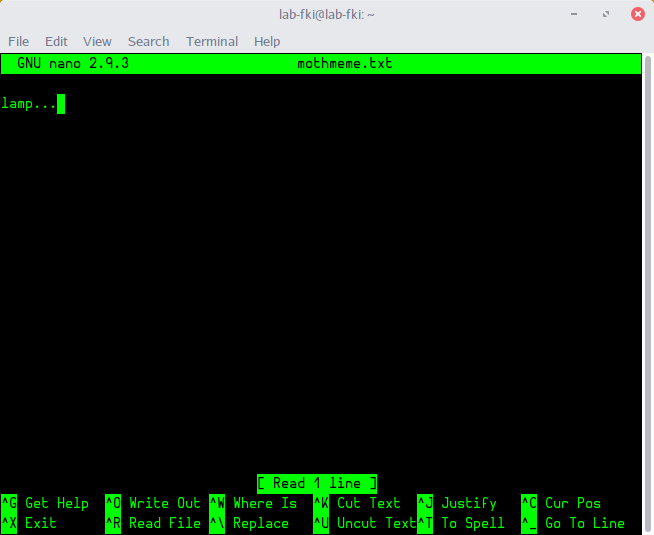 lab-fki@lab-fki: ~
File Edit View Search Terminal Help
GNU nano 2.9.3 mothmeme.txt
lamp...
[ Read 1 line ]
^G Get Help ^O Write Out ^W Where Is ^K Cut Text ^J Justify ^C Cur Pos
^X Exit ^R Read File ^\ Replace ^U Uncut Text ^T To Spell ^_ Go To Line